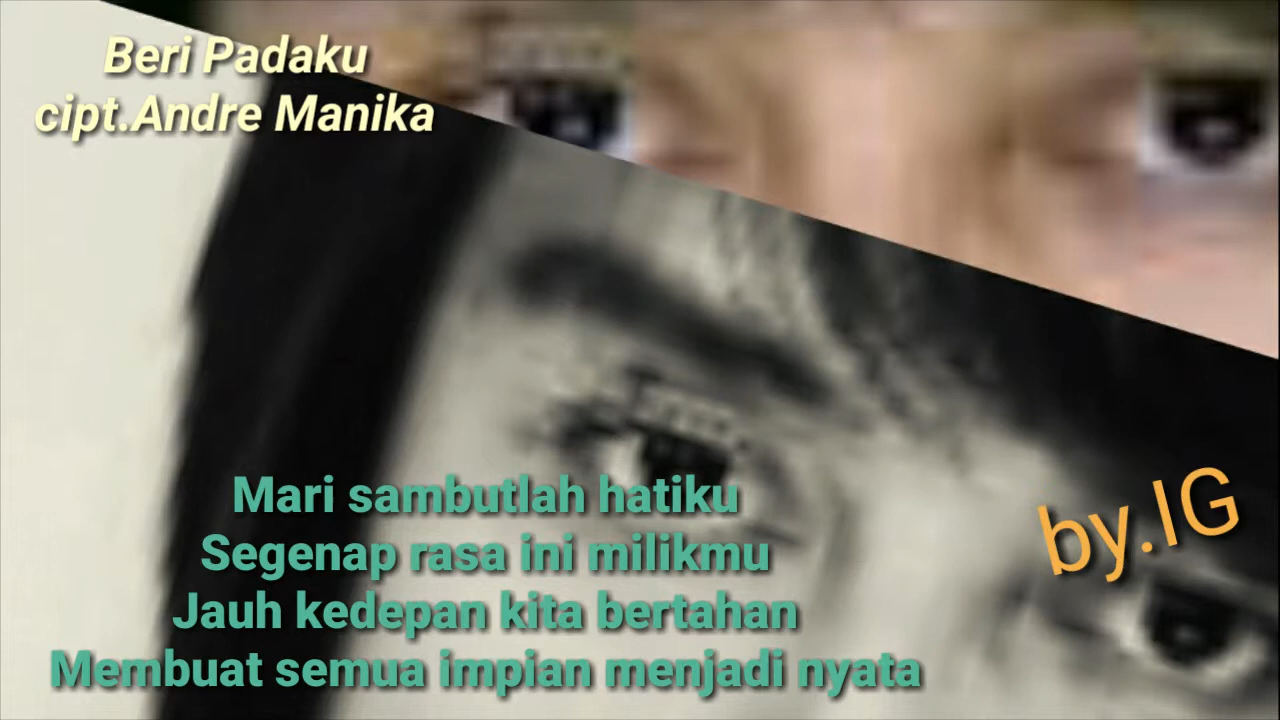 Beri Padaku
cipt.Andre Manika
Mari sambutlah hatiku
Segenap rasa ini milikmu
Jauh kedepan kita bertahan
Membuat semua impian menjadi nyata
by.IG